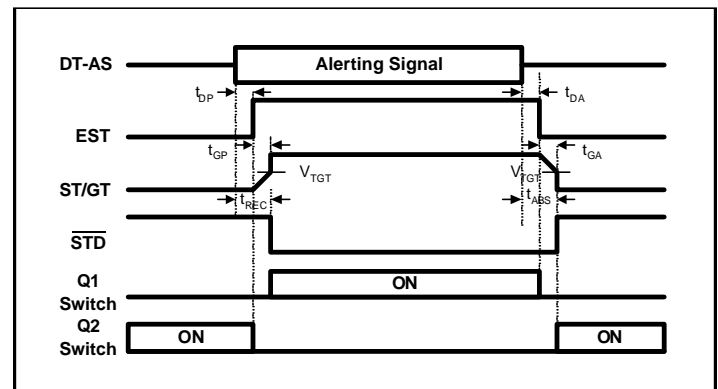 DT-AS
Alerting Signal
tDP
tDA
EST
tGP
tGA
ST/GT
VTGT
VTGT
tREC
tABS
STD
Q1
Switch
ON
Q2
Switch
ON
ON